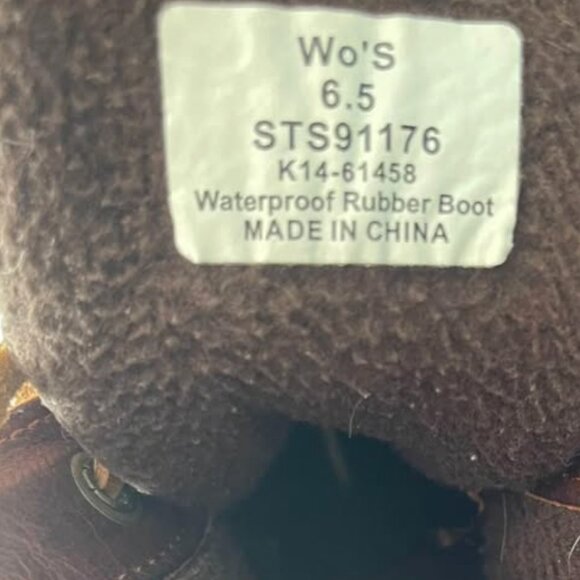 Wo'S
6.5
STS91176
K14-61458
Waterproof Rubber Boot
MADE IN CHINA